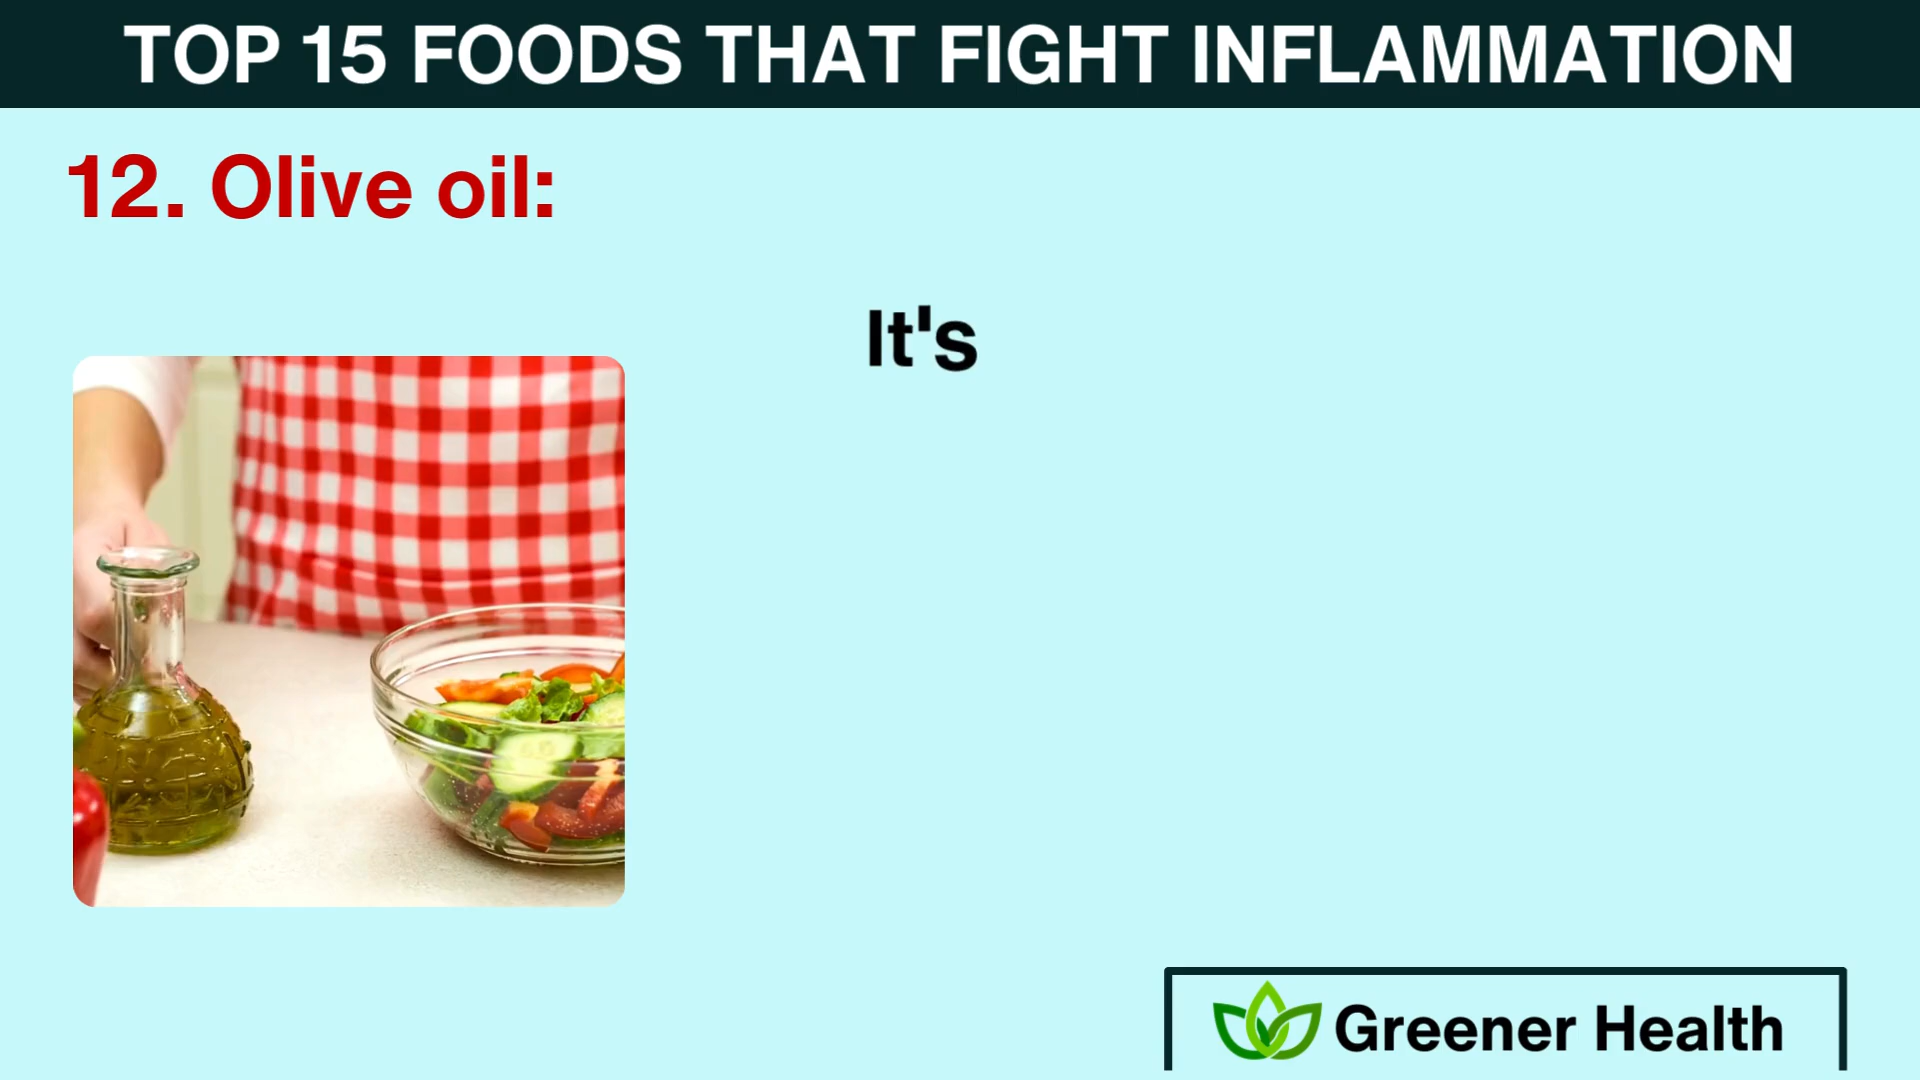 TOP 15 FOODS THAT FIGHT INFLAMMATION
12. Olive oil:
It's
Greener Health